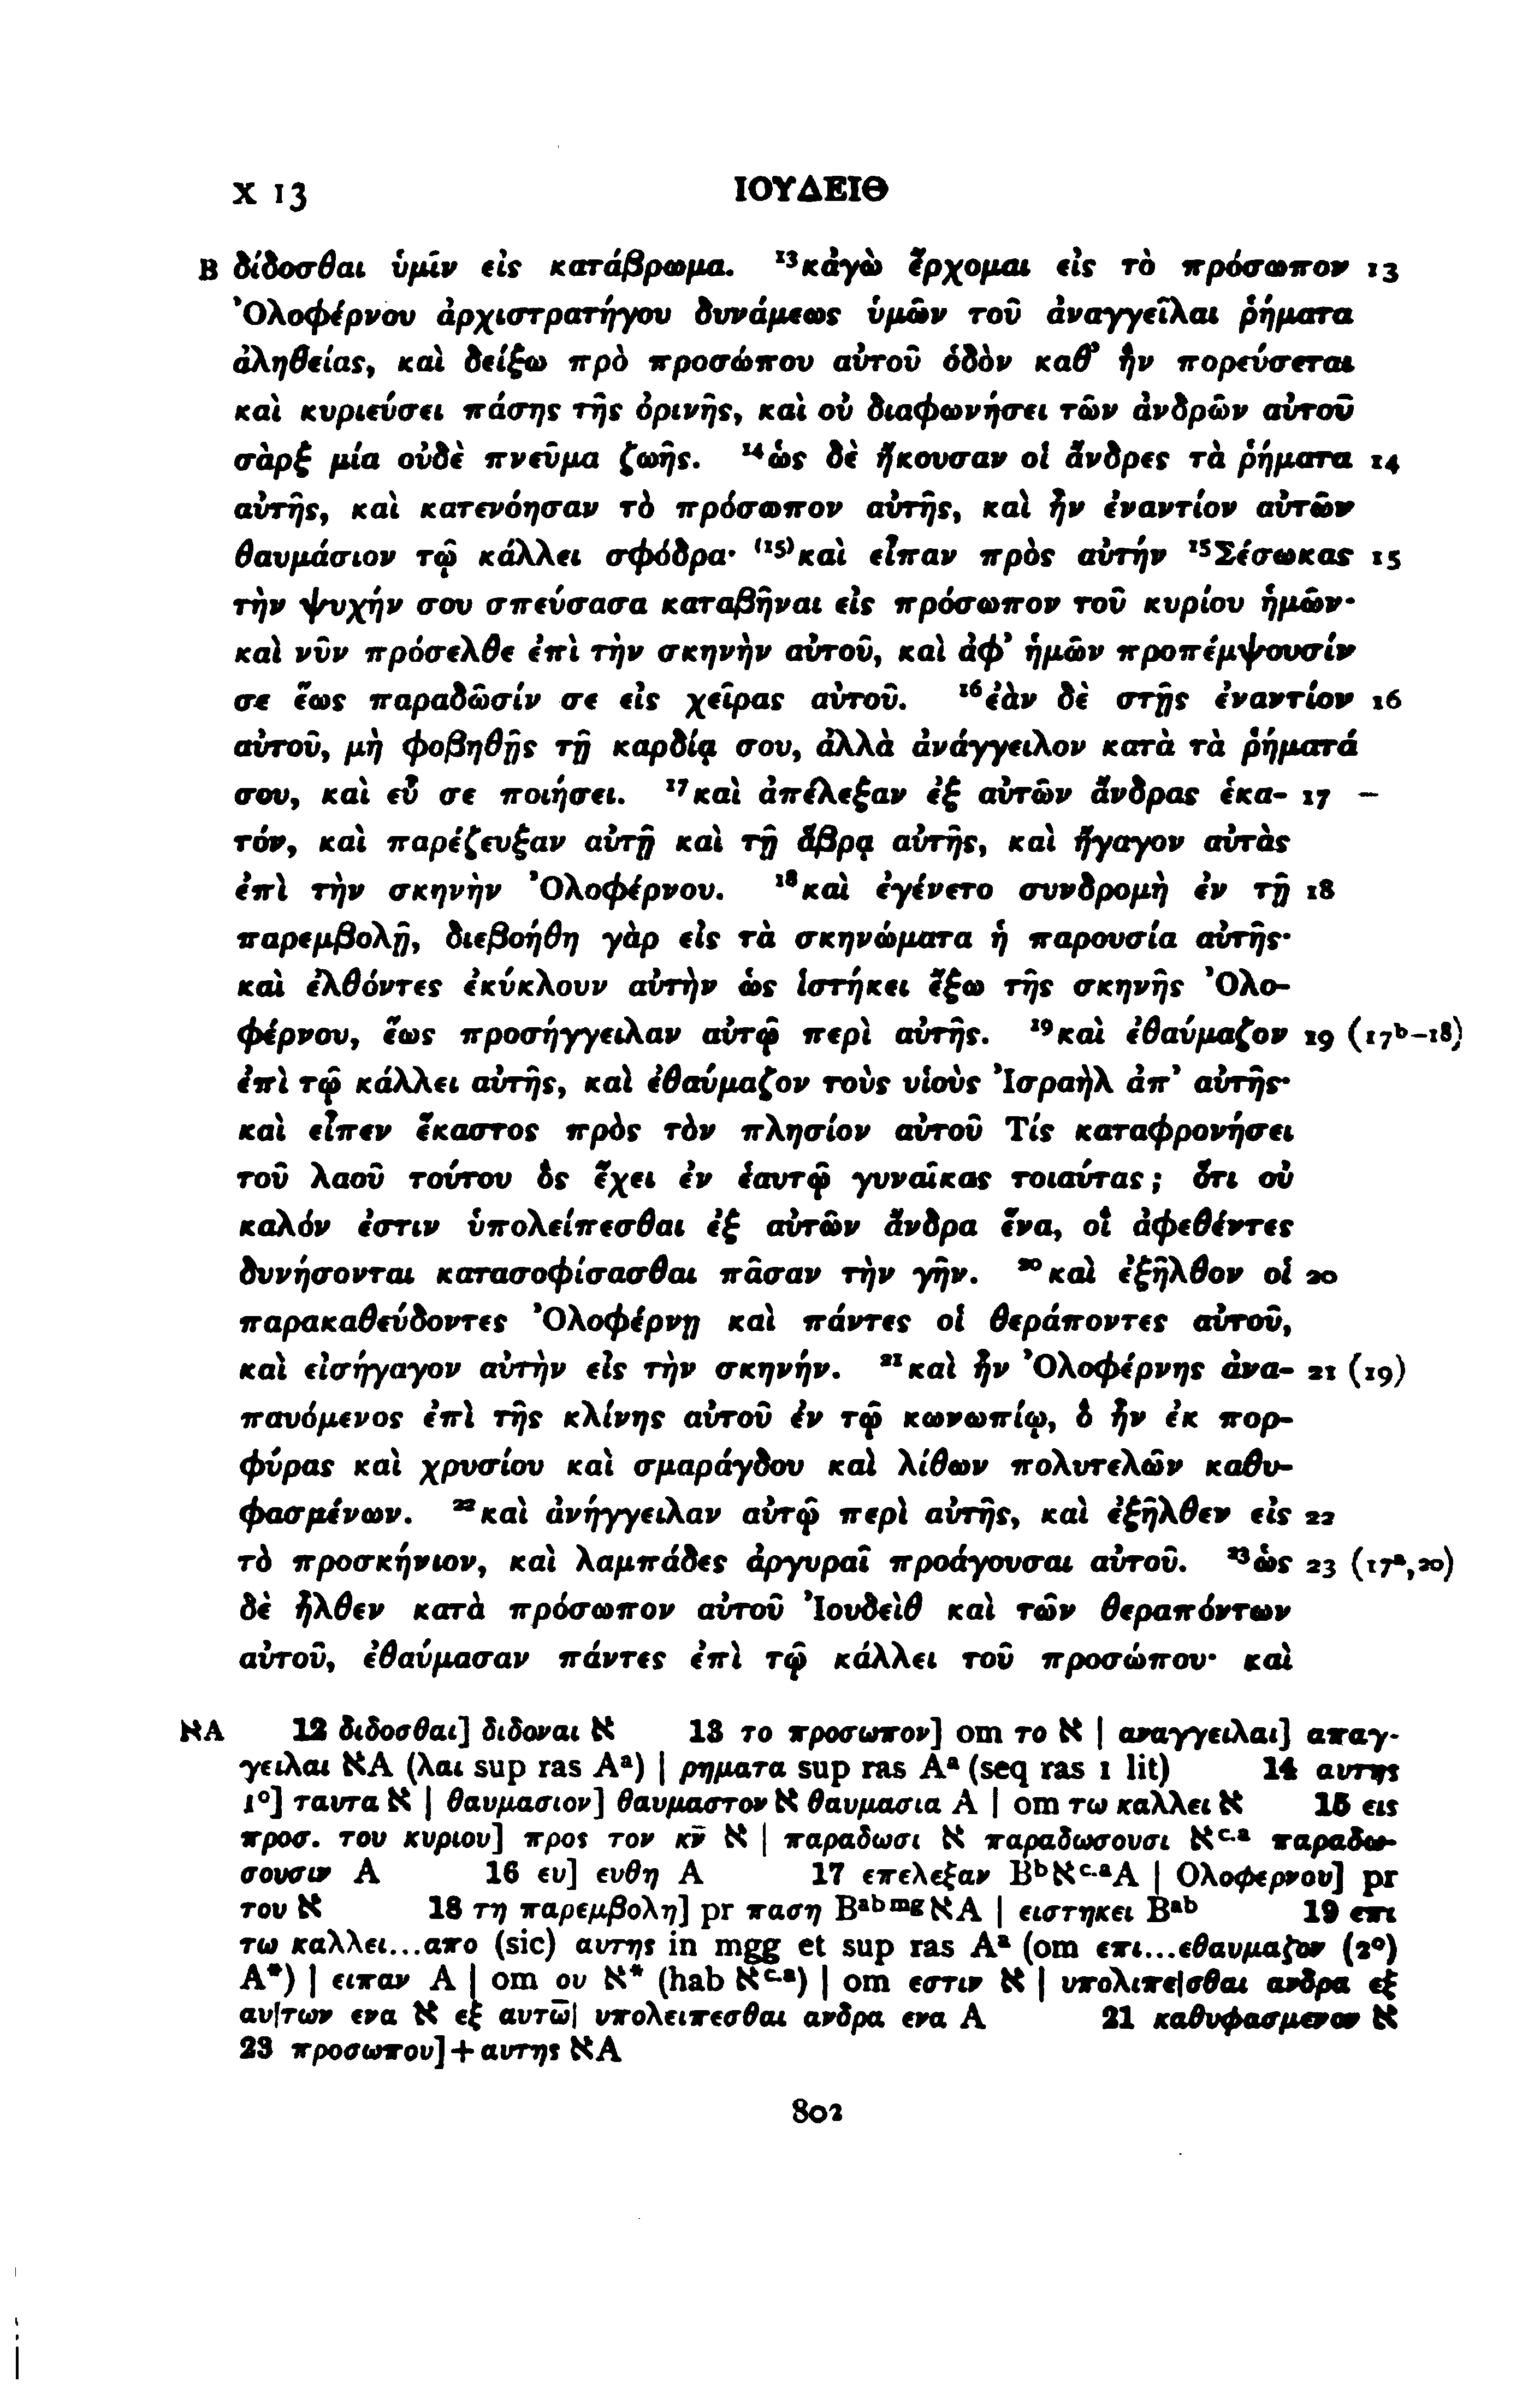 X 13 ΙΟΥΔΕΙΘ
B δίδοσθαι ὑμῖν εἰς κατάβρωμα. ¹³κἀγὼ ἔρχομαι εἰς τὸ πρόσωπον 13
Ὀλοφέρνου ἀρχιστρατήγου δυνάμεως ὑμῶν τοῦ ἀναγγεῖλαι ῥήματα
ἀληθείας, καὶ δείξω πρὸ προσώπου αὐτοῦ ὁδὸν καθ᾽ ἣν πορεύσεται
καὶ κυριεύσει πάσης τῆς ὀρινῆς, καὶ οὐ διαφωνήσει τῶν ἀνδρῶν αὐτοῦ
σὰρξ μία οὐδὲ πνεῦμα ζωῆς. ¹⁴ὡς δὲ ἤκουσαν οἱ ἄνδρες τὰ ῥήματα 14
αὐτῆς, καὶ κατενόησαν τὸ πρόσωπον αὐτῆς, καὶ ἦν ἐναντίον αὐτῶν
θαυμάσιον τῷ κάλλει σφόδρα· ⁽¹⁵⁾καὶ εἶπαν πρὸς αὐτήν ¹⁵Σέσωκας 15
τὴν ψυχήν σου σπεύσασα καταβῆναι εἰς πρόσωπον τοῦ κυρίου ἡμῶν·
καὶ νῦν πρόσελθε ἐπὶ τὴν σκηνὴν αὐτοῦ, καὶ ἀφ᾽ ἡμῶν προπέμψουσίν
σε ἕως παραδῶσίν σε εἰς χεῖρας αὐτοῦ. ¹⁶ἐὰν δὲ στῇς ἐναντίον 16
αὐτοῦ, μὴ φοβηθῇς τῇ καρδίᾳ σου, ἀλλὰ ἀνάγγειλον κατὰ τὰ ῥήματά
σου, καὶ εὖ σε ποιήσει. ¹⁷καὶ ἀπέλεξαν ἐξ αὐτῶν ἄνδρας ἑκα- 17
τόν, καὶ παρέζευξαν αὐτῇ καὶ τῇ ἅβρᾳ αὐτῆς, καὶ ἤγαγον αὐτὰς
ἐπὶ τὴν σκηνὴν Ὀλοφέρνου. ¹⁸καὶ ἐγένετο συνδρομὴ ἐν τῇ 18
παρεμβολῇ, διεβοήθη γὰρ εἰς τὰ σκηνώματα ἡ παρουσία αὐτῆς·
καὶ ἐλθόντες ἐκύκλουν αὐτὴν ὡς ἱστήκει ἔξω τῆς σκηνῆς Ὀλο-
φέρνου, ἕως προσήγγειλαν αὐτῷ περὶ αὐτῆς. ¹⁹καὶ ἐθαύμαζον 19 (17ᵇ-18)
ἐπὶ τῷ κάλλει αὐτῆς, καὶ ἐθαύμαζον τοὺς υἱοὺς Ἰσραὴλ ἀπ᾽ αὐτῆς·
καὶ εἶπεν ἕκαστος πρὸς τὸν πλησίον αὐτοῦ Τίς καταφρονήσει
τοῦ λαοῦ τούτου ὃς ἔχει ἐν ἑαυτῷ γυναῖκας τοιαύτας; ὅτι οὐ
καλόν ἐστιν ὑπολείπεσθαι ἐξ αὐτῶν ἄνδρα ἕνα, οἳ ἀφεθέντες
δυνήσονται κατασοφίσασθαι πᾶσαν τὴν γῆν. ²⁰καὶ ἐξῆλθον οἱ 20
παρακαθεύδοντες Ὀλοφέρνῃ καὶ πάντες οἱ θεράποντες αὐτοῦ,
καὶ εἰσήγαγον αὐτὴν εἰς τὴν σκηνήν. ²¹καὶ ἦν Ὀλοφέρνης ἀνα- 21 (19)
παυόμενος ἐπὶ τῆς κλίνης αὐτοῦ ἐν τῷ κωνωπίῳ, ὃ ἦν ἐκ πορ-
φύρας καὶ χρυσίου καὶ σμαράγδου καὶ λίθων πολυτελῶν καθυ-
φασμένων. ²²καὶ ἀνήγγειλαν αὐτῷ περὶ αὐτῆς, καὶ ἐξῆλθεν εἰς 22
τὸ προσκήνιον, καὶ λαμπάδες ἀργυραῖ προάγουσαι αὐτοῦ. ²³ὡς 23 (17ᵃ,20)
δὲ ἦλθεν κατὰ πρόσωπον αὐτοῦ Ἰουδεὶθ καὶ τῶν θεραπόντων
αὐτοῦ, ἐθαύμασαν πάντες ἐπὶ τῷ κάλλει τοῦ προσώπου· καὶ
ℵA 12 διδοσθαι] διδοναι ℵ 13 το προσωπον] om το ℵ | αναγγειλαι] απαγ-
γειλαι ℵA (λαι sup ras Aᵃ) | ρηματα sup ras Aᵃ (seq ras 1 lit) 14 αυτης
1°] ταυτα ℵ | θαυμασιον] θαυμαστον ℵ θαυμασια A | om τω καλλει ℵ 15 εις
προσ. του κυριου] προς τον κν̄ ℵ | παραδωσι ℵ παραδωσουσι ℵᶜ·ᵃ παραδω-
σουσιν A 16 ευ] ευθη A 17 επελεξαν Bᵇℵᶜ·ᵃA | Ολοφερνου] pr
του ℵ 18 τη παρεμβολη] pr παση BᵃᵇᵐᵍℵA | ειστηκει Bᵃᵇ 19 επι
τω καλλει...απο (sic) αυτης in mgg et sup ras Aᵃ (om επι...εθαυμαζον (2°)
A*) | ειπαν A | om ου ℵ* (hab ℵᶜ·ᵃ) | om εστιν ℵ | υπολιπε|σθαι ανδρα εξ
αυ|των ενα ℵ εξ αυτω̄| υπολειπεσθαι ανδρα ενα A 21 καθυφασμενον ℵ
23 προσωπου]+αυτης ℵA
802